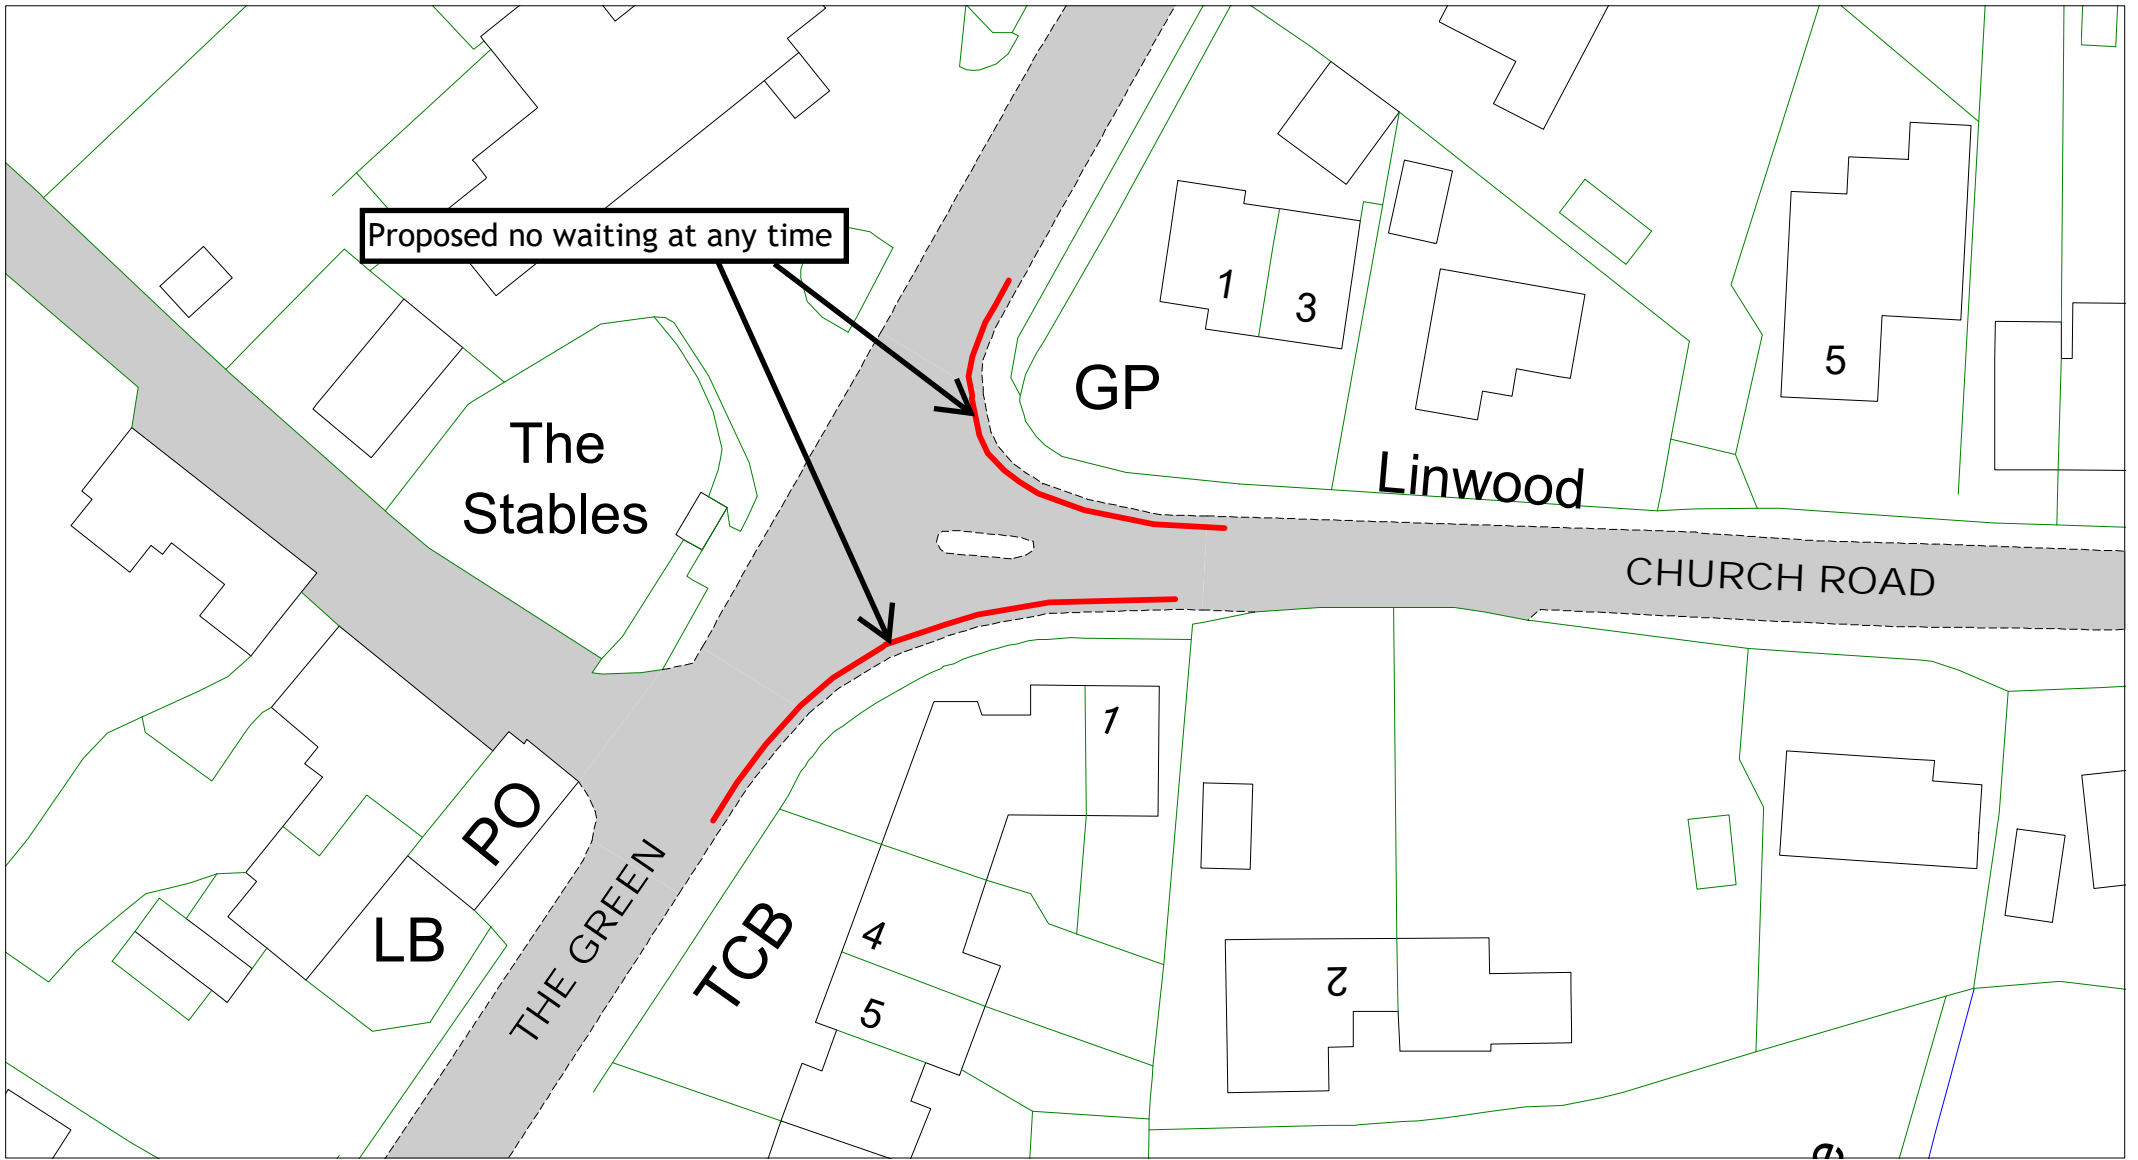 Proposed no waiting at any time
1
3
GP
5
The
Stables
Linwood
CHURCH ROAD
1
PO
THE GREEN
LB
TCB
4
5
2
e